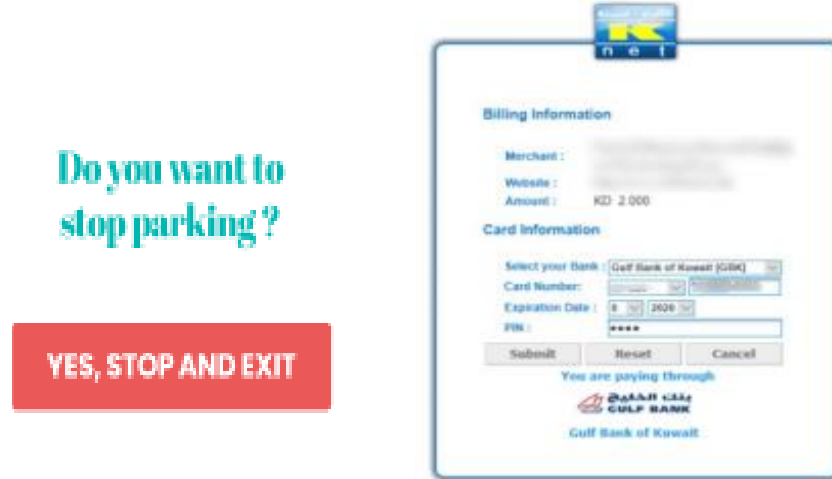 Do you want to
stop parking ?
YES, STOP AND EXIT
K
n e t
Billing Information
Merchant :
Website :
Amount : KD 2.000
Card Information
Select your Bank : Gulf Bank of Kuwait [GBK]
Card Number:
Expiration Date : 8 2020
PIN : ****
Submit Reset Cancel
You are paying through
بنك الخليج
GULF BANK
Gulf Bank of Kuwait